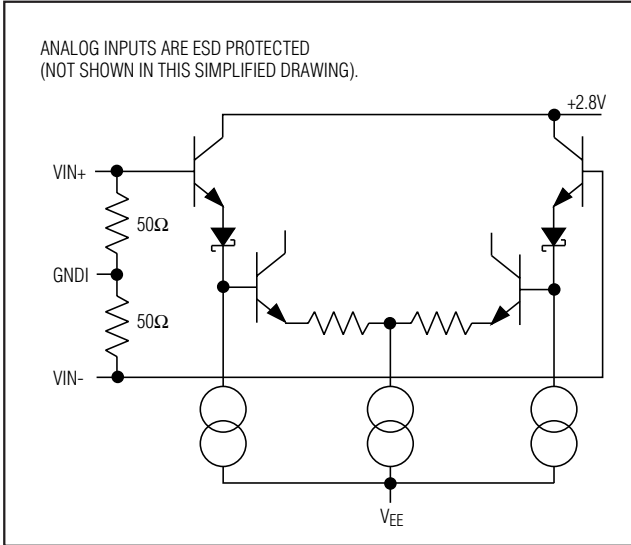 ANALOG INPUTS ARE ESD PROTECTED
(NOT SHOWN IN THIS SIMPLIFIED DRAWING).
+2.8V
VIN+
50Ω
GNDI
50Ω
VIN-
VEE